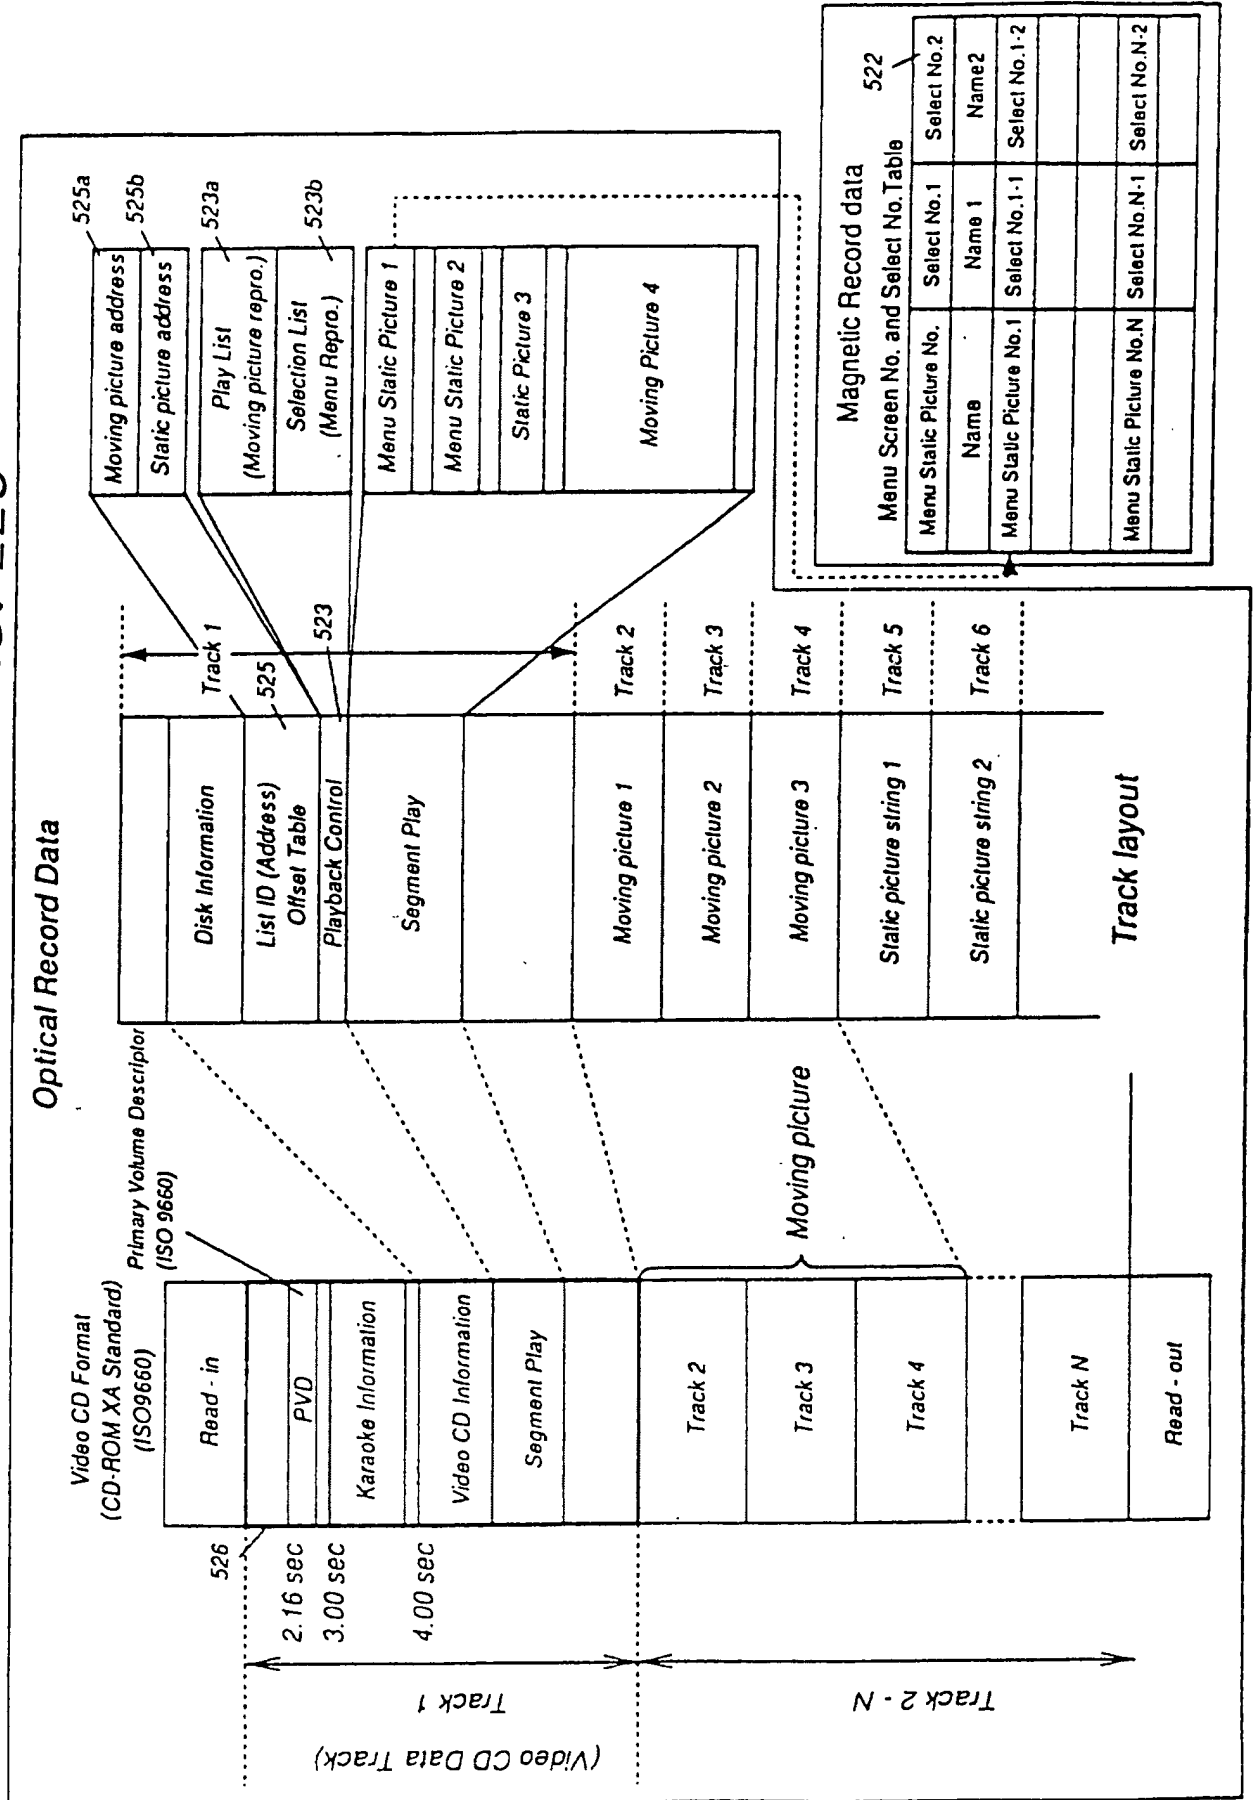 Optical Record Data
Video CD Format
(CD-ROM XA Standard)
(ISO9660)
Primary Volume Descriptor
(ISO 9660)
526
2.16 sec
3.00 sec
4.00 sec
Read - in
PVD
Karaoke Information
Video CD Information
Segment Play
Track 2
Track 3
Track 4
Track N
Read - out
Track 1
(Video CD Data Track)
Track 2 - N
Moving picture
Disk Information
List ID (Address)
Offset Table
Playback Control
Segment Play
Moving picture 1
Moving picture 2
Moving picture 3
Static picture string 1
Static picture string 2
Track layout
Track 1
525
523
Track 2
Track 3
Track 4
Track 5
Track 6
525a
525b
523a
523b
Moving picture address
Static picture address
Play List
(Moving picture repro.)
Selection List
(Menu Repro.)
Menu Static Picture 1
Menu Static Picture 2
Static Picture 3
Moving Picture 4
Magnetic Record data
Menu Screen No. and Select No.Table
522
Menu Static Picture No. Select No.1 Select No.2
Name Name 1 Name2
Menu Static Picture No.1 Select No.1-1 Select No.1-2
Menu Static Picture No.N Select No.N-1 Select No.N-2